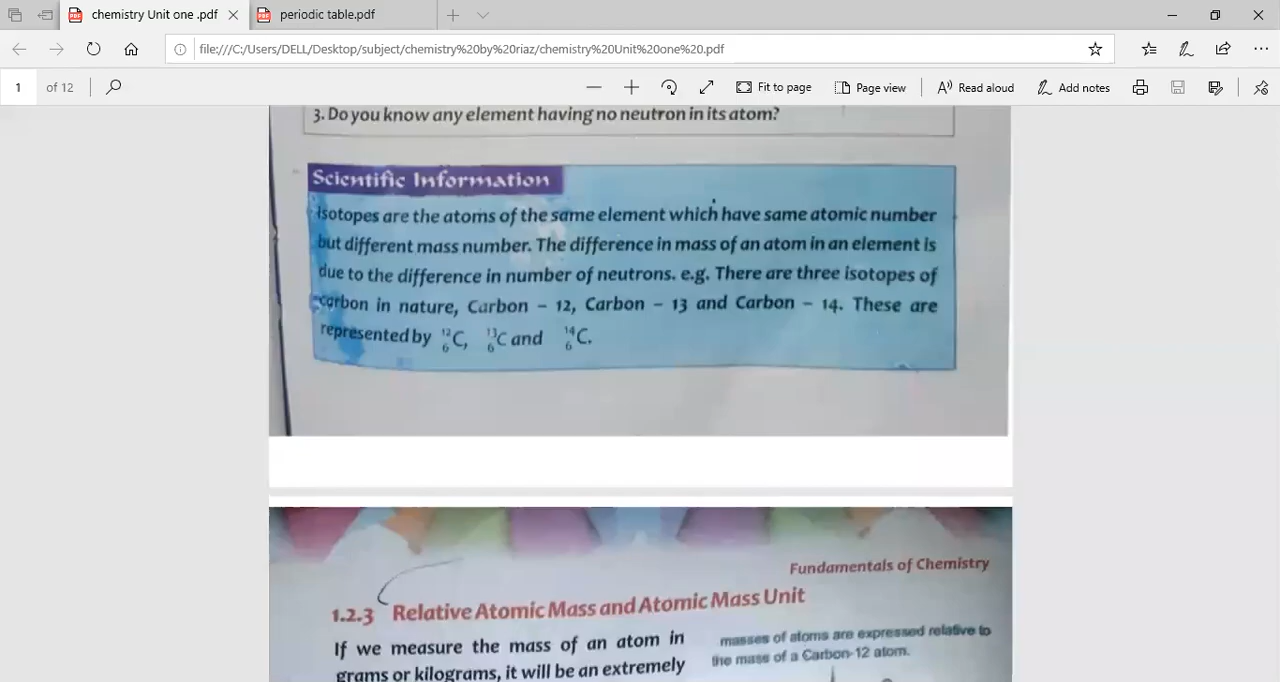 chemistry Unit one .pdf
periodic table.pdf
file:///C:/Users/DELL/Desktop/subject/chemistry%20by%20riaz/chemistry%20Unit%20one%20.pdf
1 of 12
Fit to page
Page view
Read aloud
Add notes
3. Do you know any element having no neutron in its atom?
Scientific Information
Isotopes are the atoms of the same element which have same atomic number
but different mass number. The difference in mass of an atom in an element is
due to the difference in number of neutrons. e.g. There are three isotopes of
carbon in nature, Carbon – 12, Carbon – 13 and Carbon – 14. These are
represented by ¹²₆C, ¹³₆C and ¹⁴₆C.
Fundamentals of Chemistry
1.2.3 Relative Atomic Mass and Atomic Mass Unit
If we measure the mass of an atom in
grams or kilograms, it will be an extremely
masses of atoms are expressed relative to
the mass of a Carbon-12 atom.